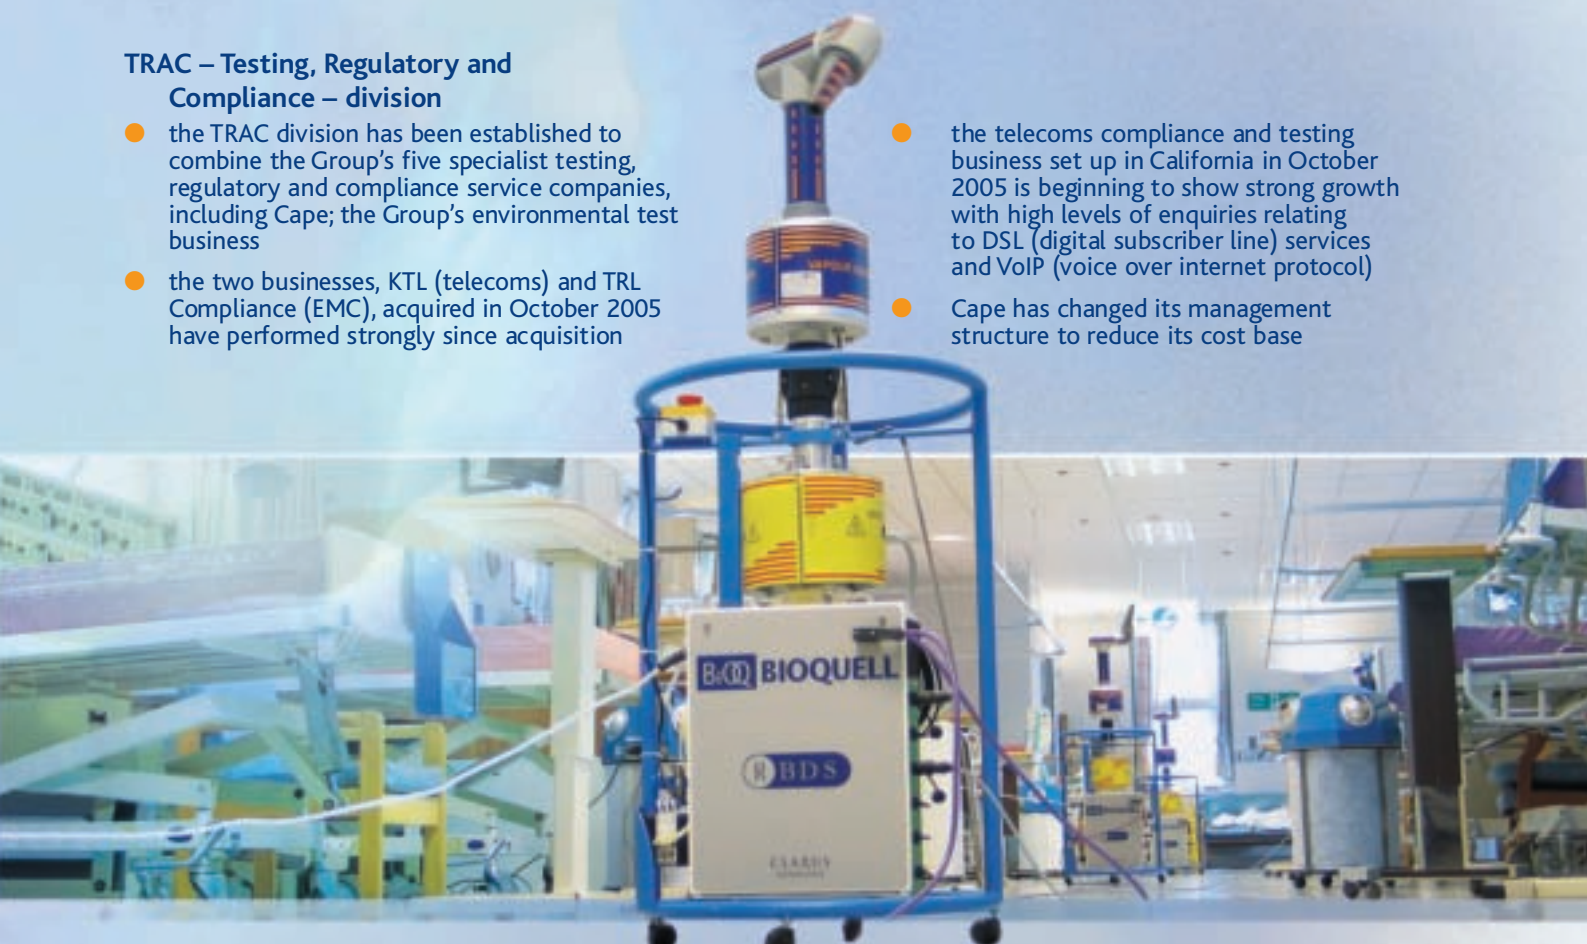 TRAC – Testing, Regulatory and
Compliance – division
the TRAC division has been established to
combine the Group's five specialist testing,
regulatory and compliance service companies,
including Cape; the Group's environmental test
business
the two businesses, KTL (telecoms) and TRL
Compliance (EMC), acquired in October 2005
have performed strongly since acquisition
the telecoms compliance and testing
business set up in California in October
2005 is beginning to show strong growth
with high levels of enquiries relating
to DSL (digital subscriber line) services
and VoIP (voice over internet protocol)
Cape has changed its management
structure to reduce its cost base
BIOQUELL
RBDS